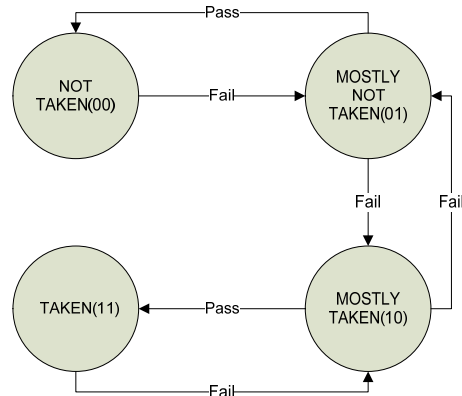 Pass
NOT
TAKEN(00)
Fail
MOSTLY
NOT
TAKEN(01)
Fail
Fail
TAKEN(11)
Pass
MOSTLY
TAKEN(10)
Fail